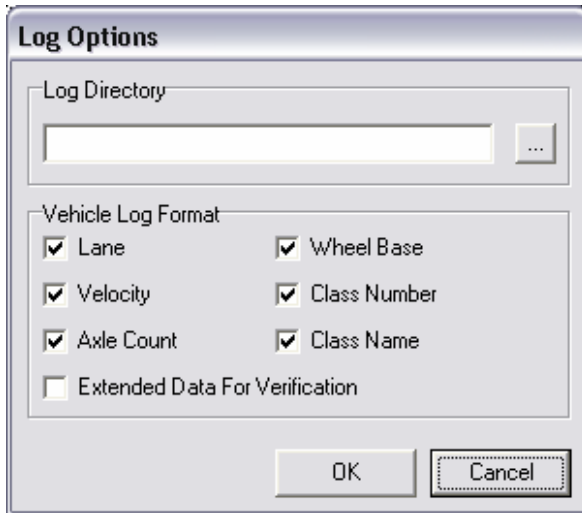 Log Options
Log Directory
...
Vehicle Log Format
Lane
Wheel Base
Velocity
Class Number
Axle Count
Class Name
Extended Data For Verification
OK
Cancel